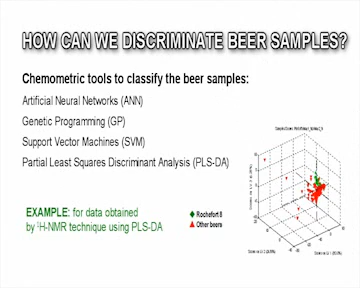 HOW CAN WE DISCRIMINATE BEER SAMPLES?
Chemometric tools to classify the beer samples:
Artificial Neural Networks (ANN)
Genetic Programming (GP)
Support Vector Machines (SVM)
Partial Least Squares Discriminant Analysis (PLS-DA)
EXAMPLE: for data obtained
by ¹H-NMR technique using PLS-DA
Rochefort 8
Other beers